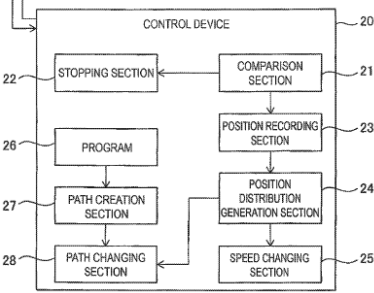 CONTROL DEVICE
20
22
STOPPING SECTION
COMPARISON
SECTION
21
POSITION RECORDING
SECTION
23
26
PROGRAM
27
PATH CREATION
SECTION
POSITION
DISTRIBUTION
GENERATION SECTION
24
28
PATH CHANGING
SECTION
SPEED CHANGING
SECTION
25